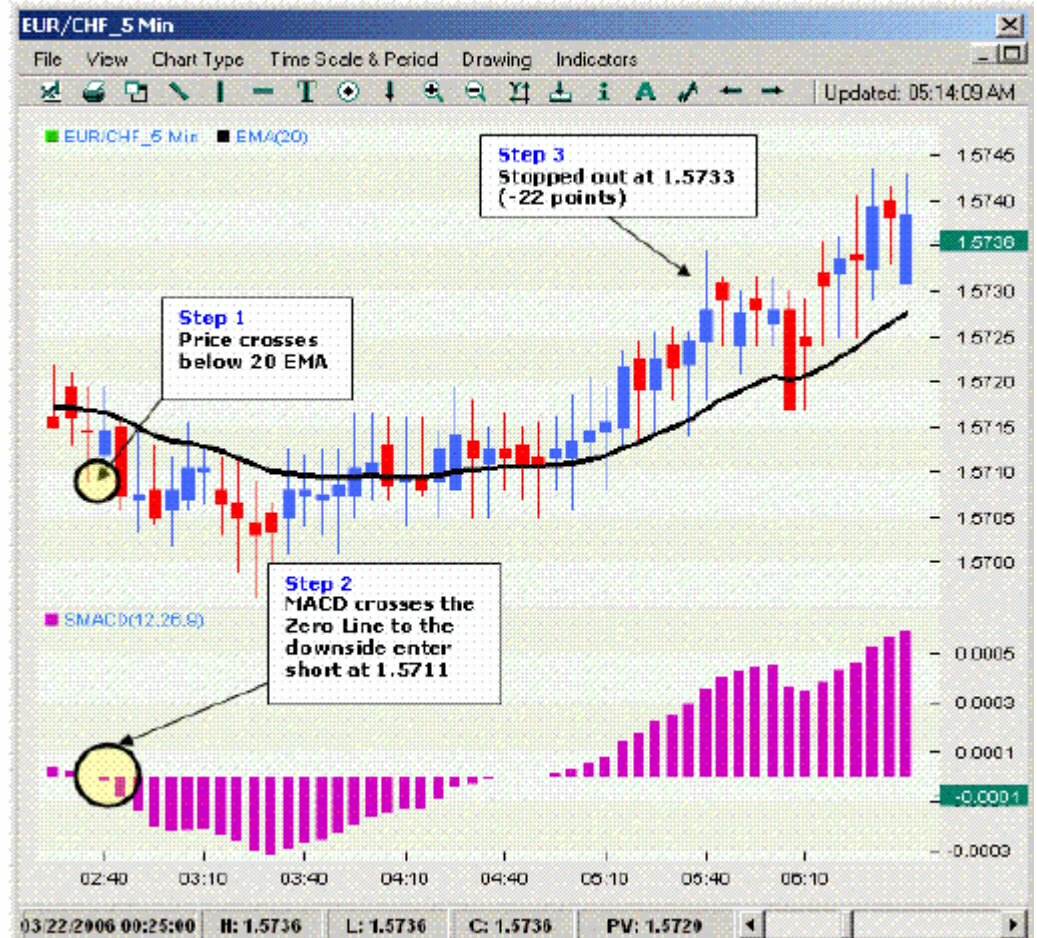 EUR/CHF_5 Min
File View Chart Type Time Scale & Period Drawing Indicators
T i A Updated: 05:14:09 AM
EUR/CHF_5 Min EMA(20)
Step 3
Stopped out at 1.5733
(-22 points)
1.5745
1.5740
1.5736
1.5730
Step 1
Price crosses
below 20 EMA
1.5725
1.5720
1.5715
1.5710
1.5705
1.5700
Step 2
MACD crosses the
Zero Line to the
downside enter
short at 1.5711
SMACD(12,26,9)
0.0005
0.0003
0.0001
-0.0001
-0.0003
02:40 03:10 03:40 04:10 04:40 05:10 05:40 06:10
03/22/2006 00:25:00 H: 1.5736 L: 1.5736 C: 1.5736 PV: 1.5729